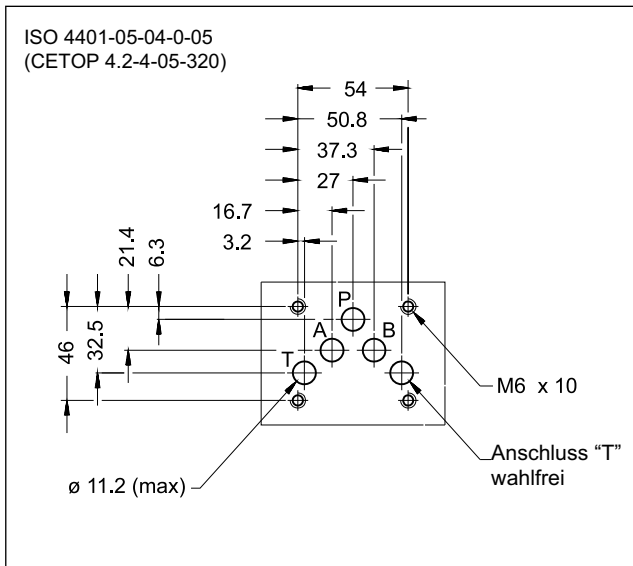 ISO 4401-05-04-0-05
(CETOP 4.2-4-05-320)
54
50.8
37.3
27
16.7
3.2
21.4
6.3
46
32.5
P
A
B
T
M6 x 10
ø 11.2 (max)
Anschluss "T"
wahlfrei